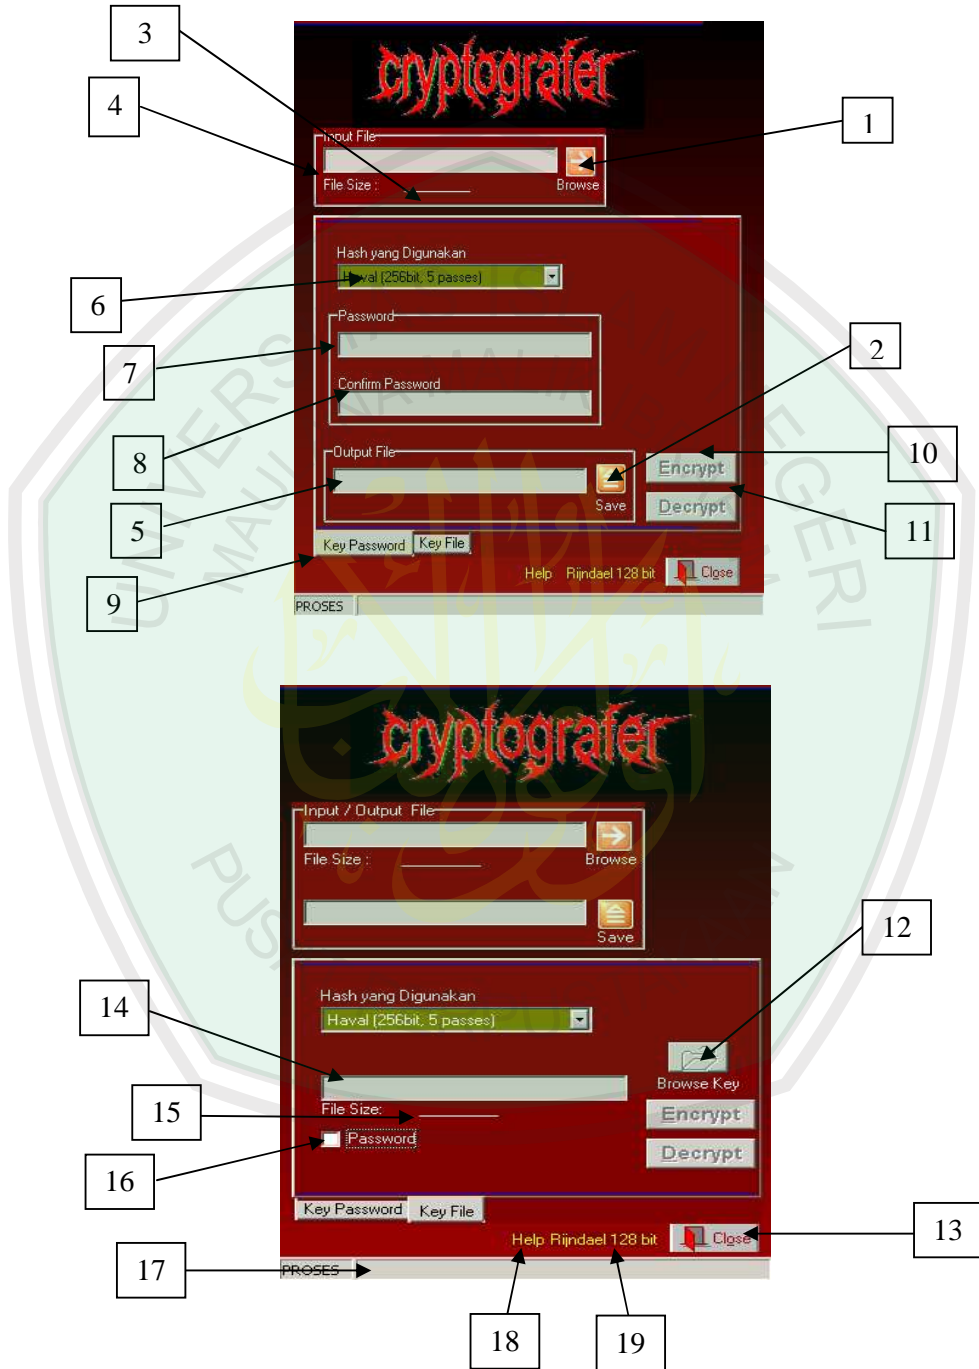 3
cryptografer
4
1
Input File
File Size :
Browse
Hash yang Digunakan
Haval (256bit, 5 passes)
6
Password
7
2
Confirm Password
8
Output File
10
Encrypt
5
Save
Decrypt
11
Key Password Key File
9
Help Rijndael 128 bit Close
PROSES
cryptografer
Input / Output File
File Size :
Browse
Save
12
Hash yang Digunakan
Haval (256bit, 5 passes)
14
Browse Key
File Size:
15
Encrypt
Password
Decrypt
16
Key Password Key File
Help Rijndael 128 bit Close
13
PROSES
17
18
19